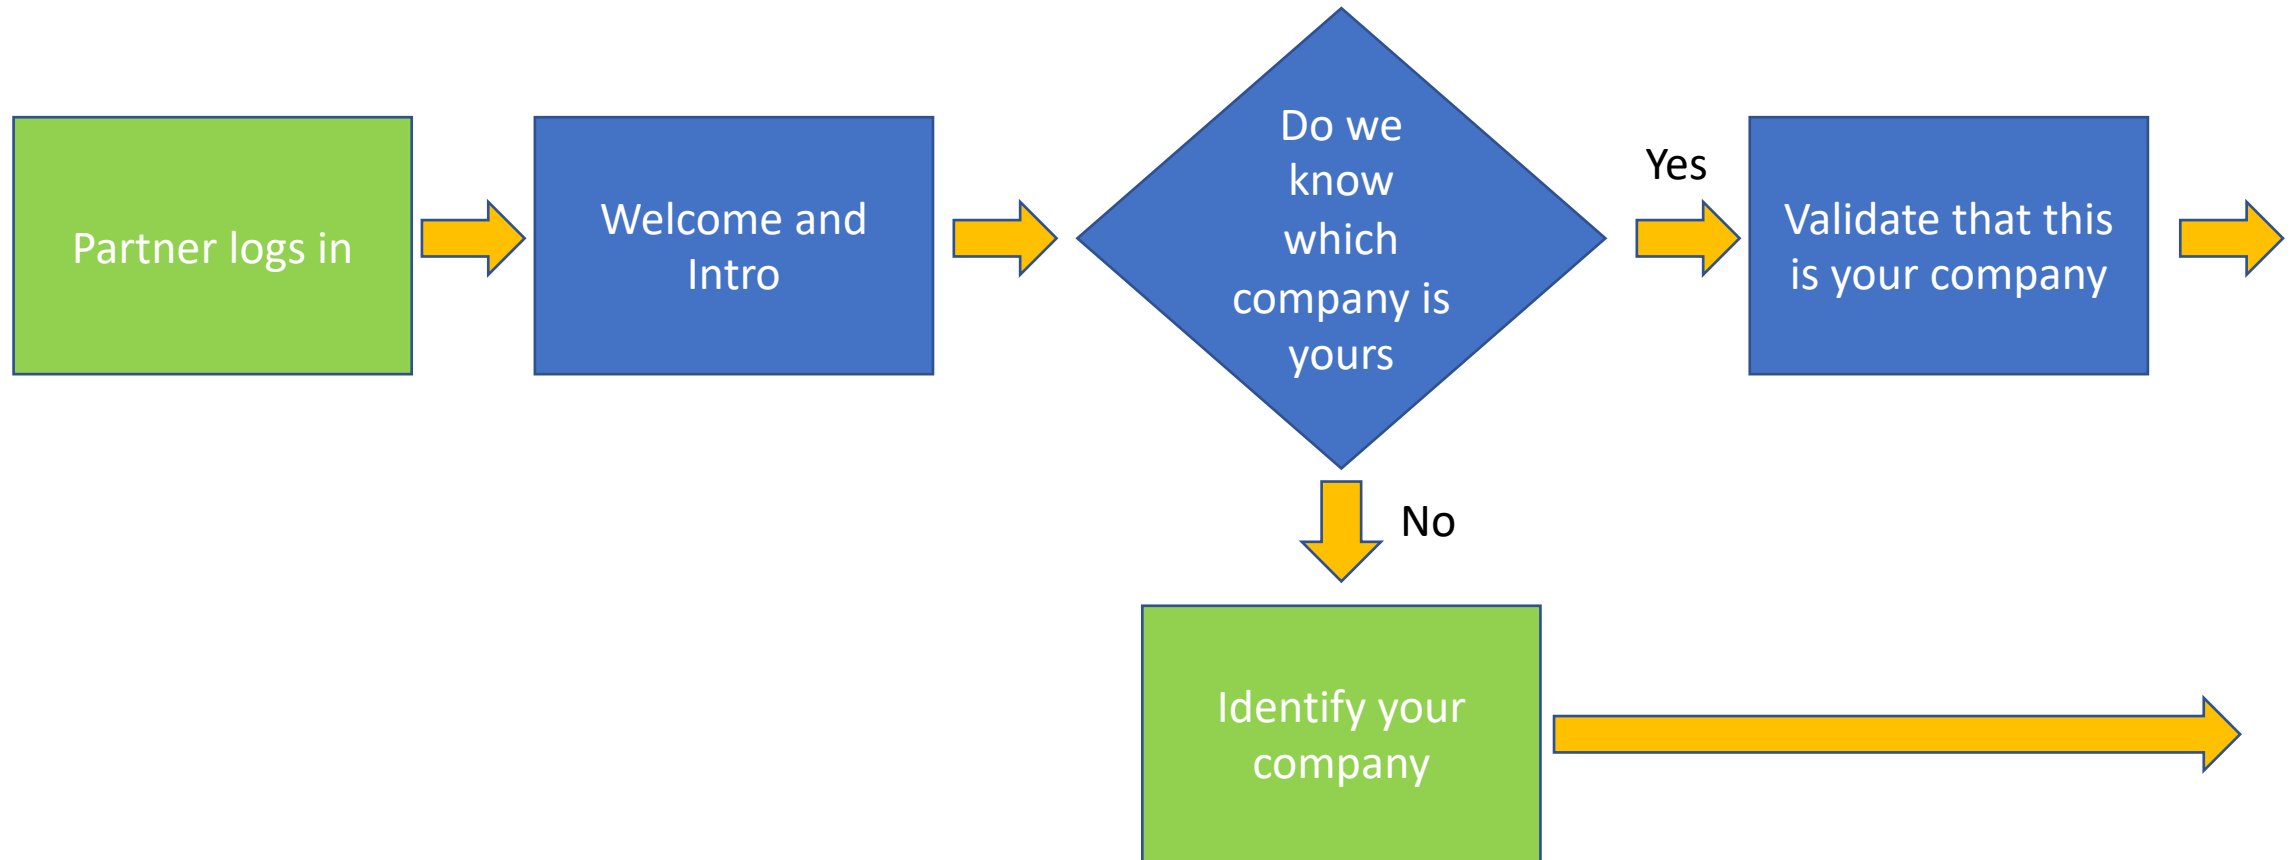 Partner logs in
Welcome and
Intro
Do we
know
which
company is
yours
Yes
Validate that this
is your company
No
Identify your
company